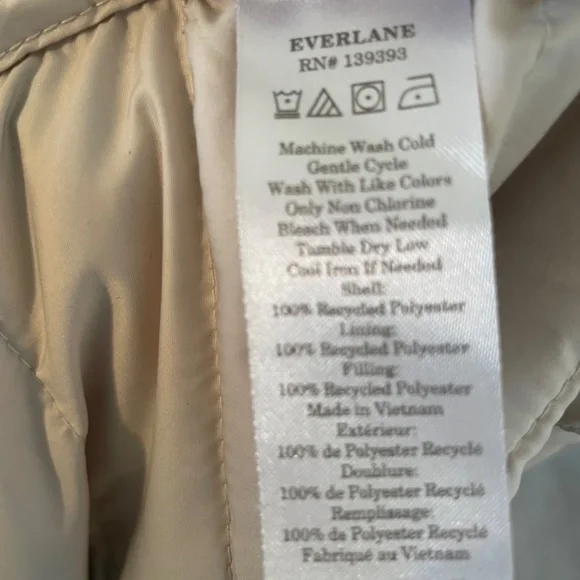 EVERLANE
RN# 139393
Machine Wash Cold
Gentle Cycle
Wash With Like Colors
Only Non Chlorine
Bleach When Needed
Tumble Dry Low
Cool Iron If Needed
Shell:
100% Recycled Polyester
Lining:
100% Recycled Polyester
Filling:
100% Recycled Polyester
Made in Vietnam
Extérieur:
100% de Polyester Recyclé
Doublure:
100% de Polyester Recyclé
Remplissage:
100% de Polyester Recyclé
Fabriqué au Vietnam